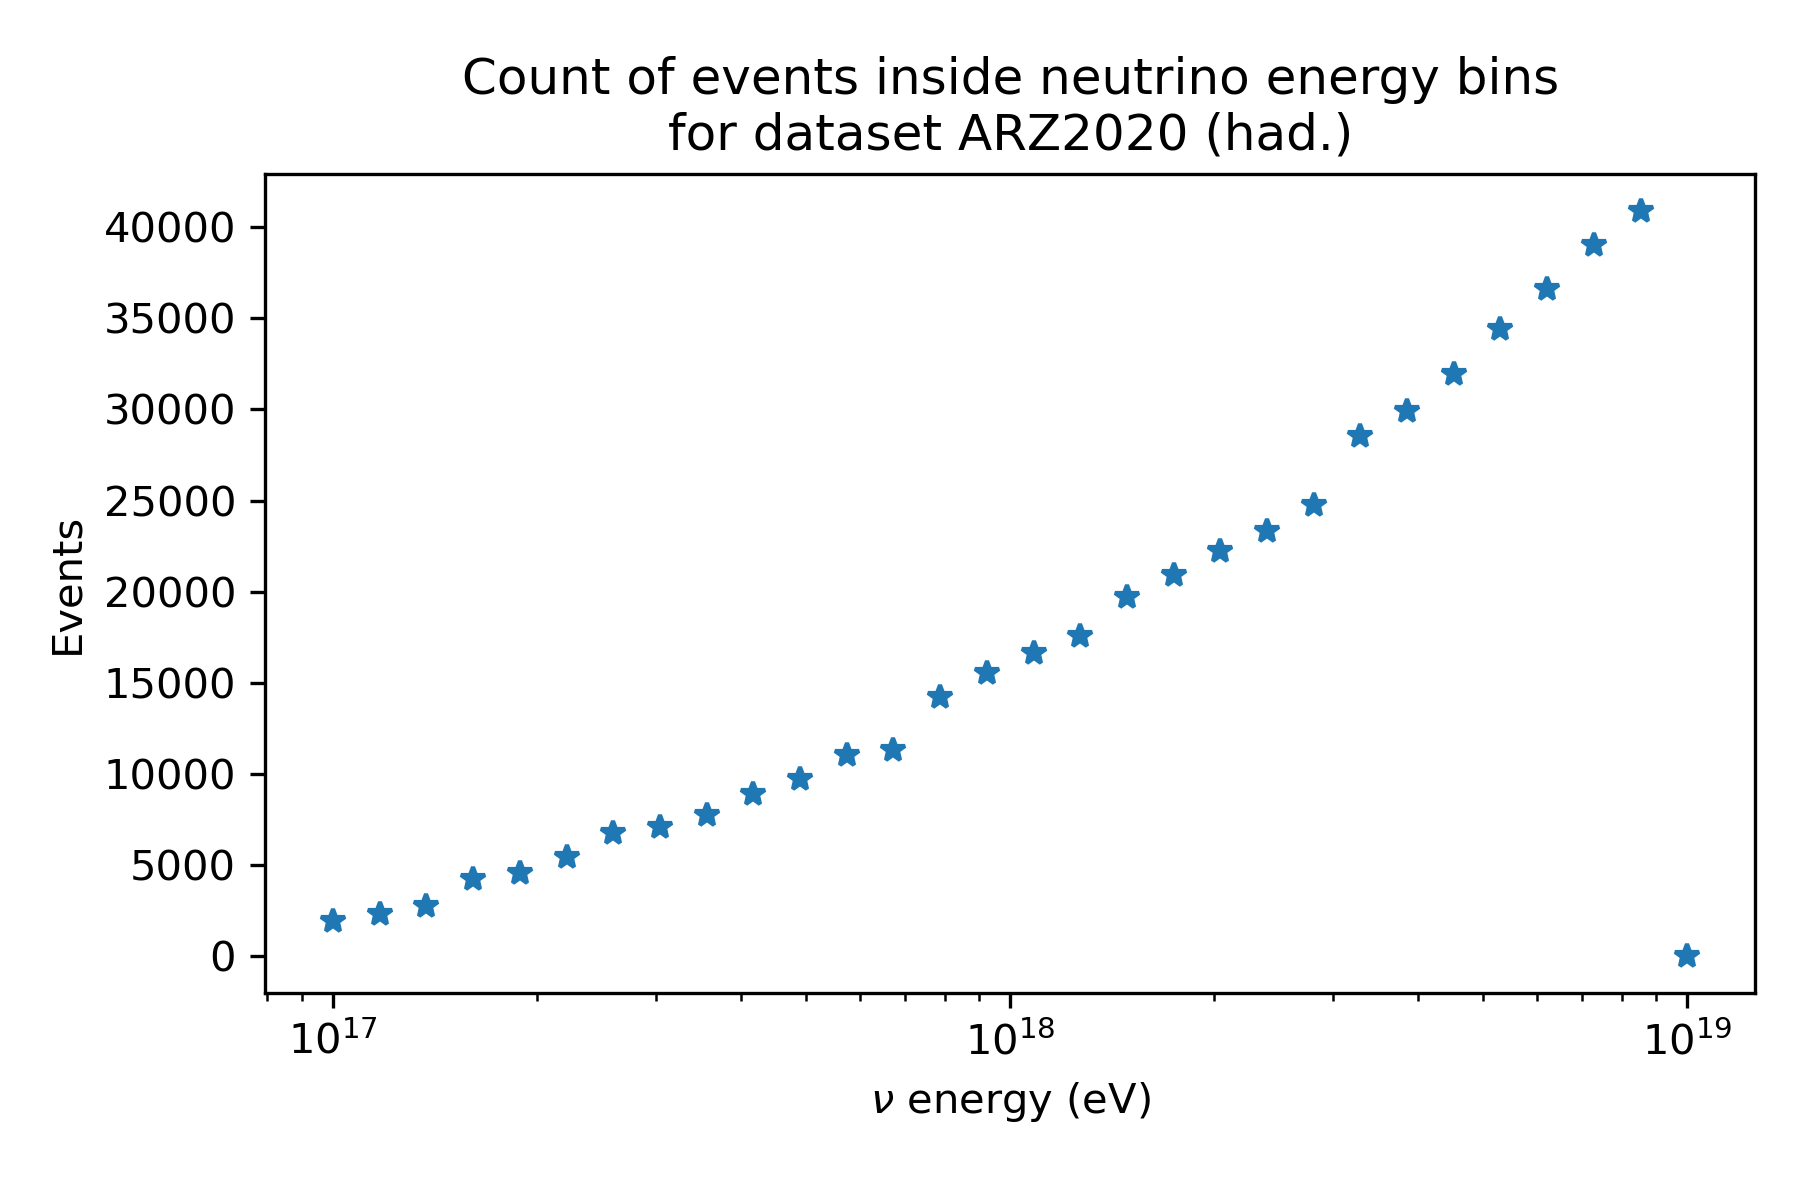 Count of events inside neutrino energy bins
for dataset ARZ2020 (had.)
40000
35000
30000
25000
20000
15000
10000
5000
0
Events
10¹⁷ 10¹⁸ 10¹⁹
ν energy (eV)